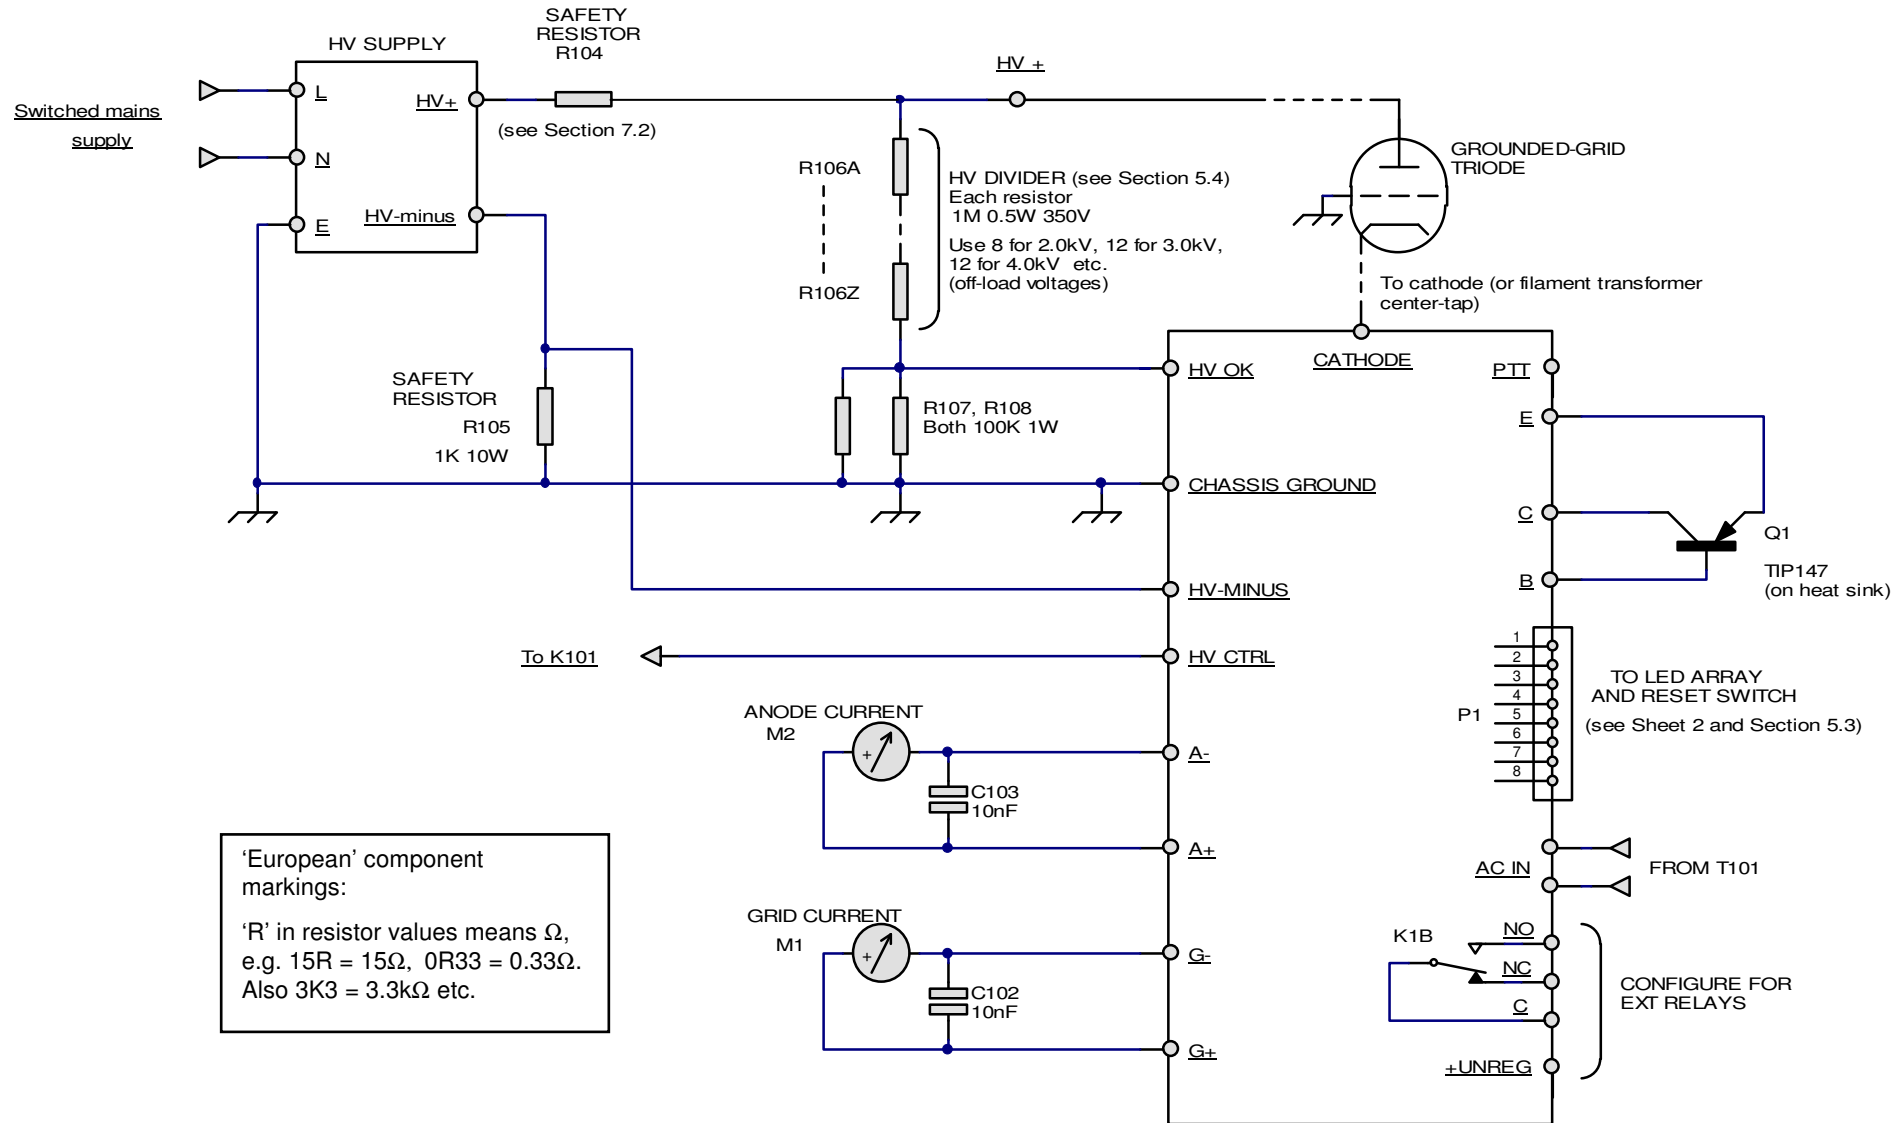 SAFETY
RESISTOR
R104
HV SUPPLY
HV +
Switched mains
supply
L
HV+
(see Section 7.2)
N
E
HV-minus
R106A
R106Z
HV DIVIDER (see Section 5.4)
Each resistor
1M 0.5W 350V
Use 8 for 2.0kV, 12 for 3.0kV,
12 for 4.0kV etc.
(off-load voltages)
GROUNDED-GRID
TRIODE
To cathode (or filament transformer
center-tap)
SAFETY
RESISTOR
R105
1K 10W
R107, R108
Both 100K 1W
HV OK
CATHODE
PTT
E
CHASSIS GROUND
C
Q1
TIP147
(on heat sink)
B
HV-MINUS
To K101
HV CTRL
1
2
3
4
5
6
7
8
P1
TO LED ARRAY
AND RESET SWITCH
(see Sheet 2 and Section 5.3)
ANODE CURRENT
M2
+
C103
10nF
A-
A+
AC IN
FROM T101
GRID CURRENT
M1
+
C102
10nF
G-
G+
K1B
NO
NC
C
+UNREG
CONFIGURE FOR
EXT RELAYS
‘European’ component
markings:
‘R’ in resistor values means Ω,
e.g. 15R = 15Ω, 0R33 = 0.33Ω.
Also 3K3 = 3.3kΩ etc.